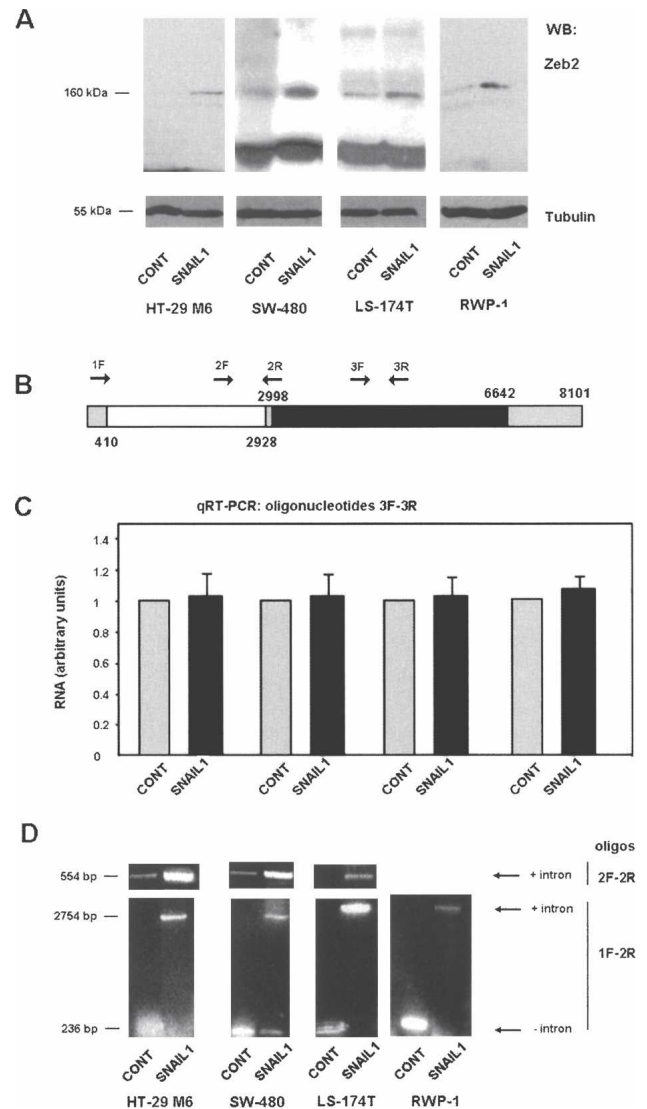 A
WB:
Zeb2
160 kDa
55 kDa
Tubulin
CONT SNAIL1 CONT SNAIL1 CONT SNAIL1 CONT SNAIL1
HT-29 M6 SW-480 LS-174T RWP-1
B
1F 2F 2R 3F 3R
2998 6642 8101
410 2928
C
qRT-PCR: oligonucleotides 3F-3R
RNA (arbitrary units)
1.4
1.2
1
0.8
0.6
0.4
0.2
0
CONT SNAIL1 CONT SNAIL1 CONT SNAIL1 CONT SNAIL1
D
oligos
554 bp + intron 2F-2R
2754 bp + intron
1F-2R
236 bp - intron
CONT SNAIL1 CONT SNAIL1 CONT SNAIL1 CONT SNAIL1
HT-29 M6 SW-480 LS-174T RWP-1